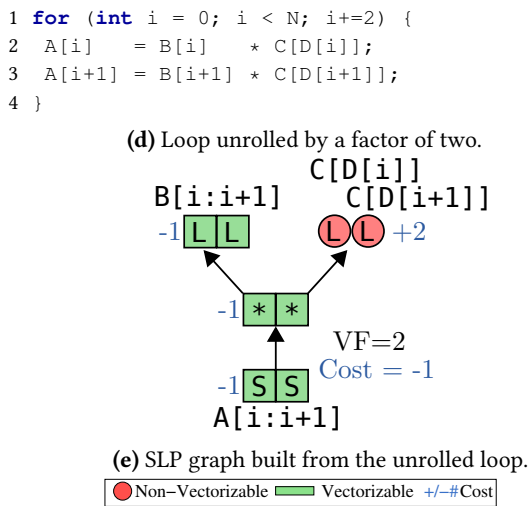 1 for (int i = 0; i < N; i+=2) {
2 A[i] = B[i] * C[D[i]];
3 A[i+1] = B[i+1] * C[D[i+1]];
4 }
(d) Loop unrolled by a factor of two.
C[D[i]]
B[i:i+1] C[D[i+1]]
-1 L L L L +2
-1 * *
VF=2
Cost = -1
-1 S S
A[i:i+1]
(e) SLP graph built from the unrolled loop.
Non-Vectorizable Vectorizable +/-#Cost